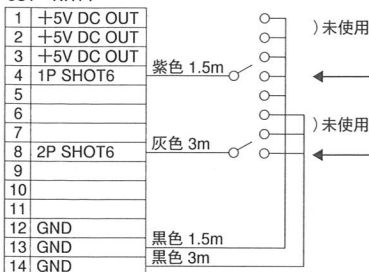 1 +5V DC OUT
2 +5V DC OUT
3 +5V DC OUT
4 1P SHOT6
5
6
7
8 2P SHOT6
9
10
11
12 GND
13 GND
14 GND
紫色 1.5m
灰色 3m
黒色 1.5m
黒色 3m
)未使用
)未使用